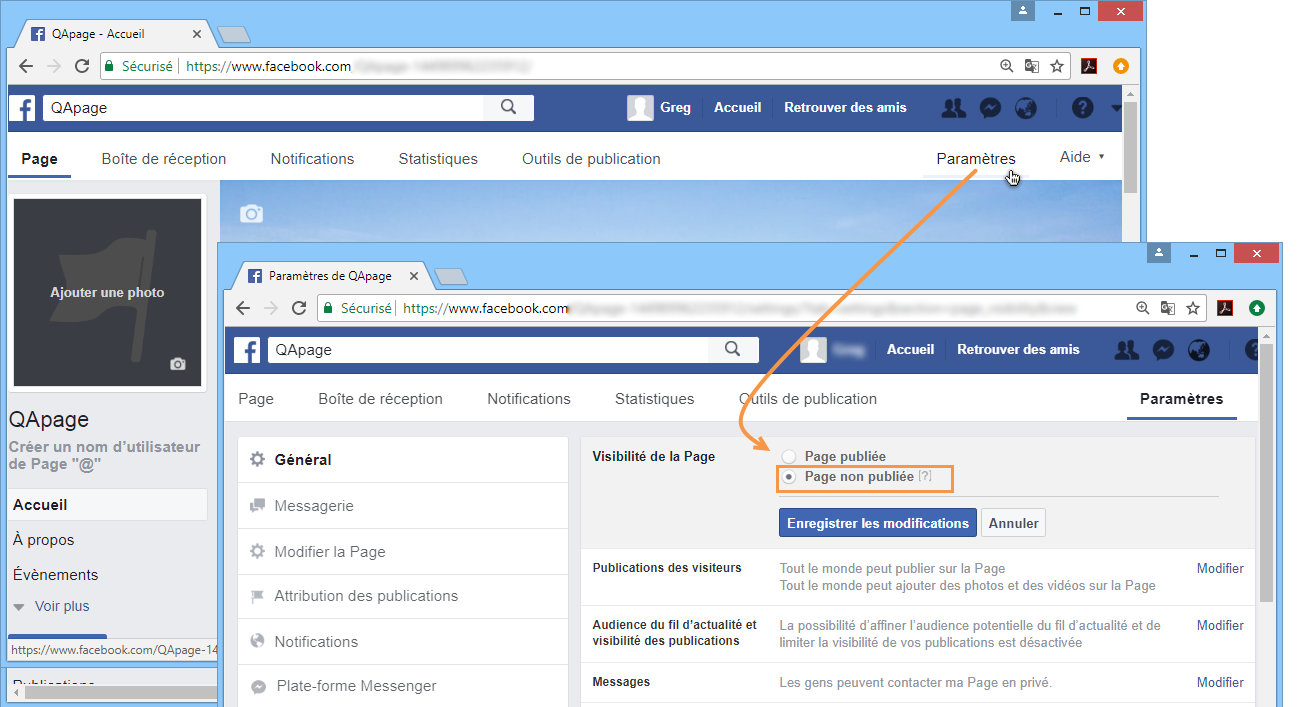 QApage - Accueil
Sécurisé https://www.facebook.com
QApage
Greg Accueil Retrouver des amis
Page Boîte de réception Notifications Statistiques Outils de publication Paramètres Aide
Ajouter une photo
QApage
Créer un nom d’utilisateur
de Page "@"
Accueil
À propos
Évènements
Voir plus
https://www.facebook.com/QApage-14
Publications
Paramètres de QApage
Sécurisé https://www.facebook.com
QApage
Accueil Retrouver des amis
Page Boîte de réception Notifications Statistiques Outils de publication Paramètres
Général
Messagerie
Modifier la Page
Attribution des publications
Notifications
Plate-forme Messenger
Visibilité de la Page
Page publiée
Page non publiée [?]
Enregistrer les modifications Annuler
Publications des visiteurs
Tout le monde peut publier sur la Page
Tout le monde peut ajouter des photos et des vidéos sur la Page
Modifier
Audience du fil d’actualité et
visibilité des publications
La possibilité d’affiner l’audience potentielle du fil d’actualité et de
limiter la visibilité de vos publications est désactivée
Modifier
Messages
Les gens peuvent contacter ma Page en privé.
Modifier